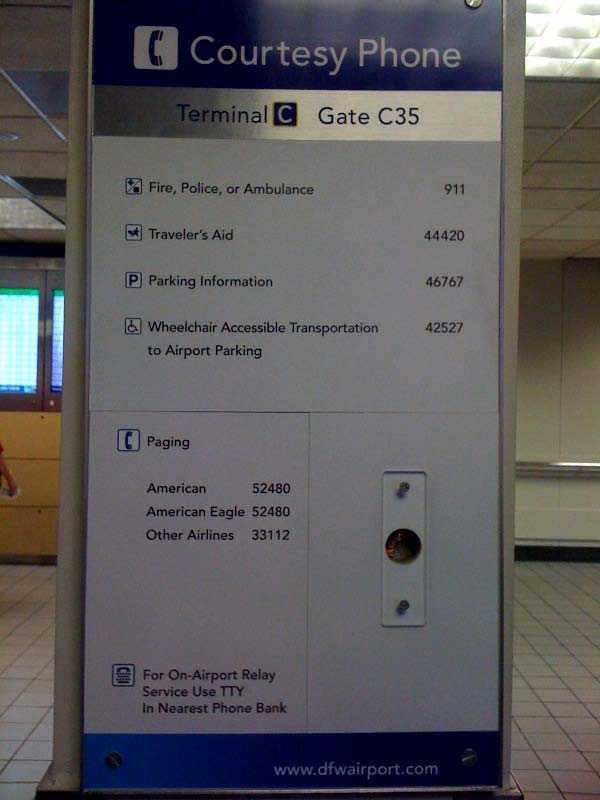 Courtesy Phone
Terminal C Gate C35
Fire, Police, or Ambulance 911
Traveler's Aid 44420
P Parking Information 46767
Wheelchair Accessible Transportation 42527
to Airport Parking
Paging
American 52480
American Eagle 52480
Other Airlines 33112
For On-Airport Relay
Service Use TTY
In Nearest Phone Bank
www.dfwairport.com